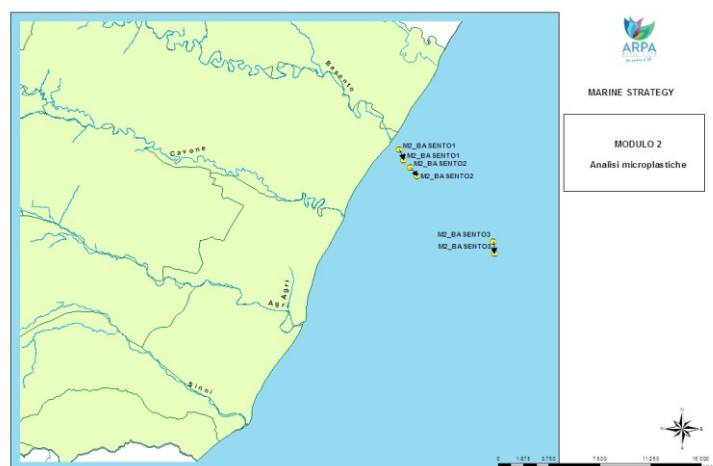 ARPA
MARINE STRATEGY
MODULO 2
Analisi microplastiche
Basento
M2_BASENTO1
M2_BASENTO1
M2_BASENTO2
M2_BASENTO2
Cavone
M2_BASENTO3
M2_BASENTO3
Agri
Agri
Sinni
N
0 1.875 3.750 7.500 11.250 15.000